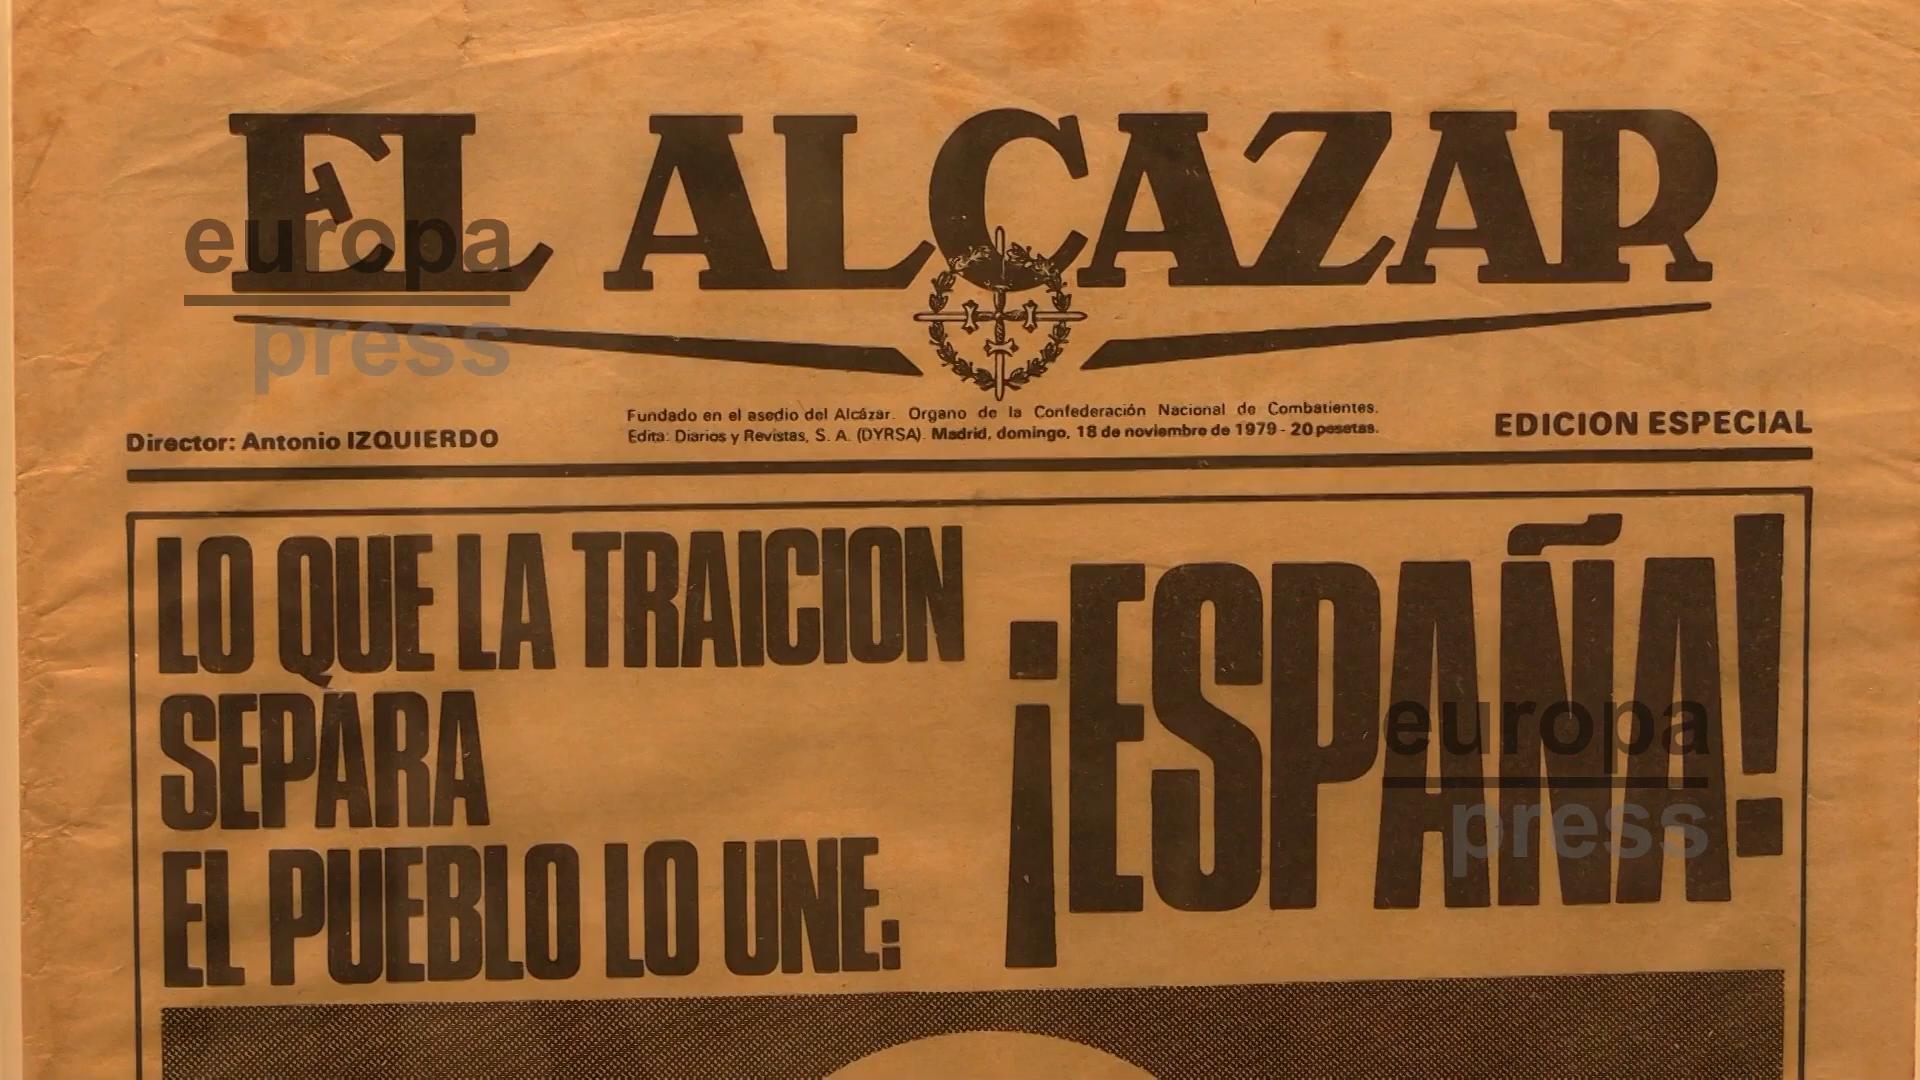 EL ALCAZAR
europa
press
Fundado en el asedio del Alcázar. Organo de la Confederación Nacional de Combatientes.
Director: Antonio IZQUIERDO
Edita: Diarios y Revistas, S. A. (DYRSA). Madrid, domingo, 18 de noviembre de 1979 - 20 pesetas.
EDICION ESPECIAL
LO QUE LA TRAICION
SEPARA
EL PUEBLO LO UNE:
¡ESPAÑA!
europa
press